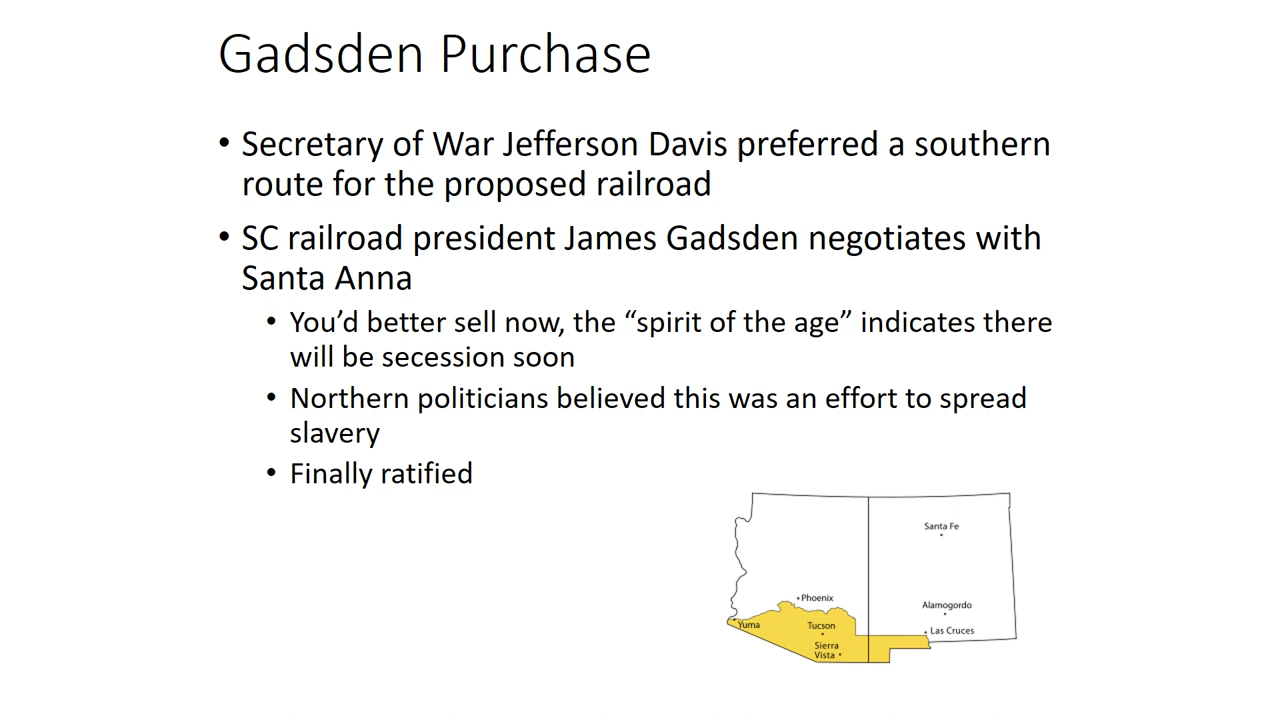 Gadsden Purchase
• Secretary of War Jefferson Davis preferred a southern
route for the proposed railroad
• SC railroad president James Gadsden negotiates with
Santa Anna
• You’d better sell now, the “spirit of the age” indicates there
will be secession soon
• Northern politicians believed this was an effort to spread
slavery
• Finally ratified
Santa Fe
Phoenix
Alamogordo
Yuma
Tucson
Las Cruces
Sierra
Vista